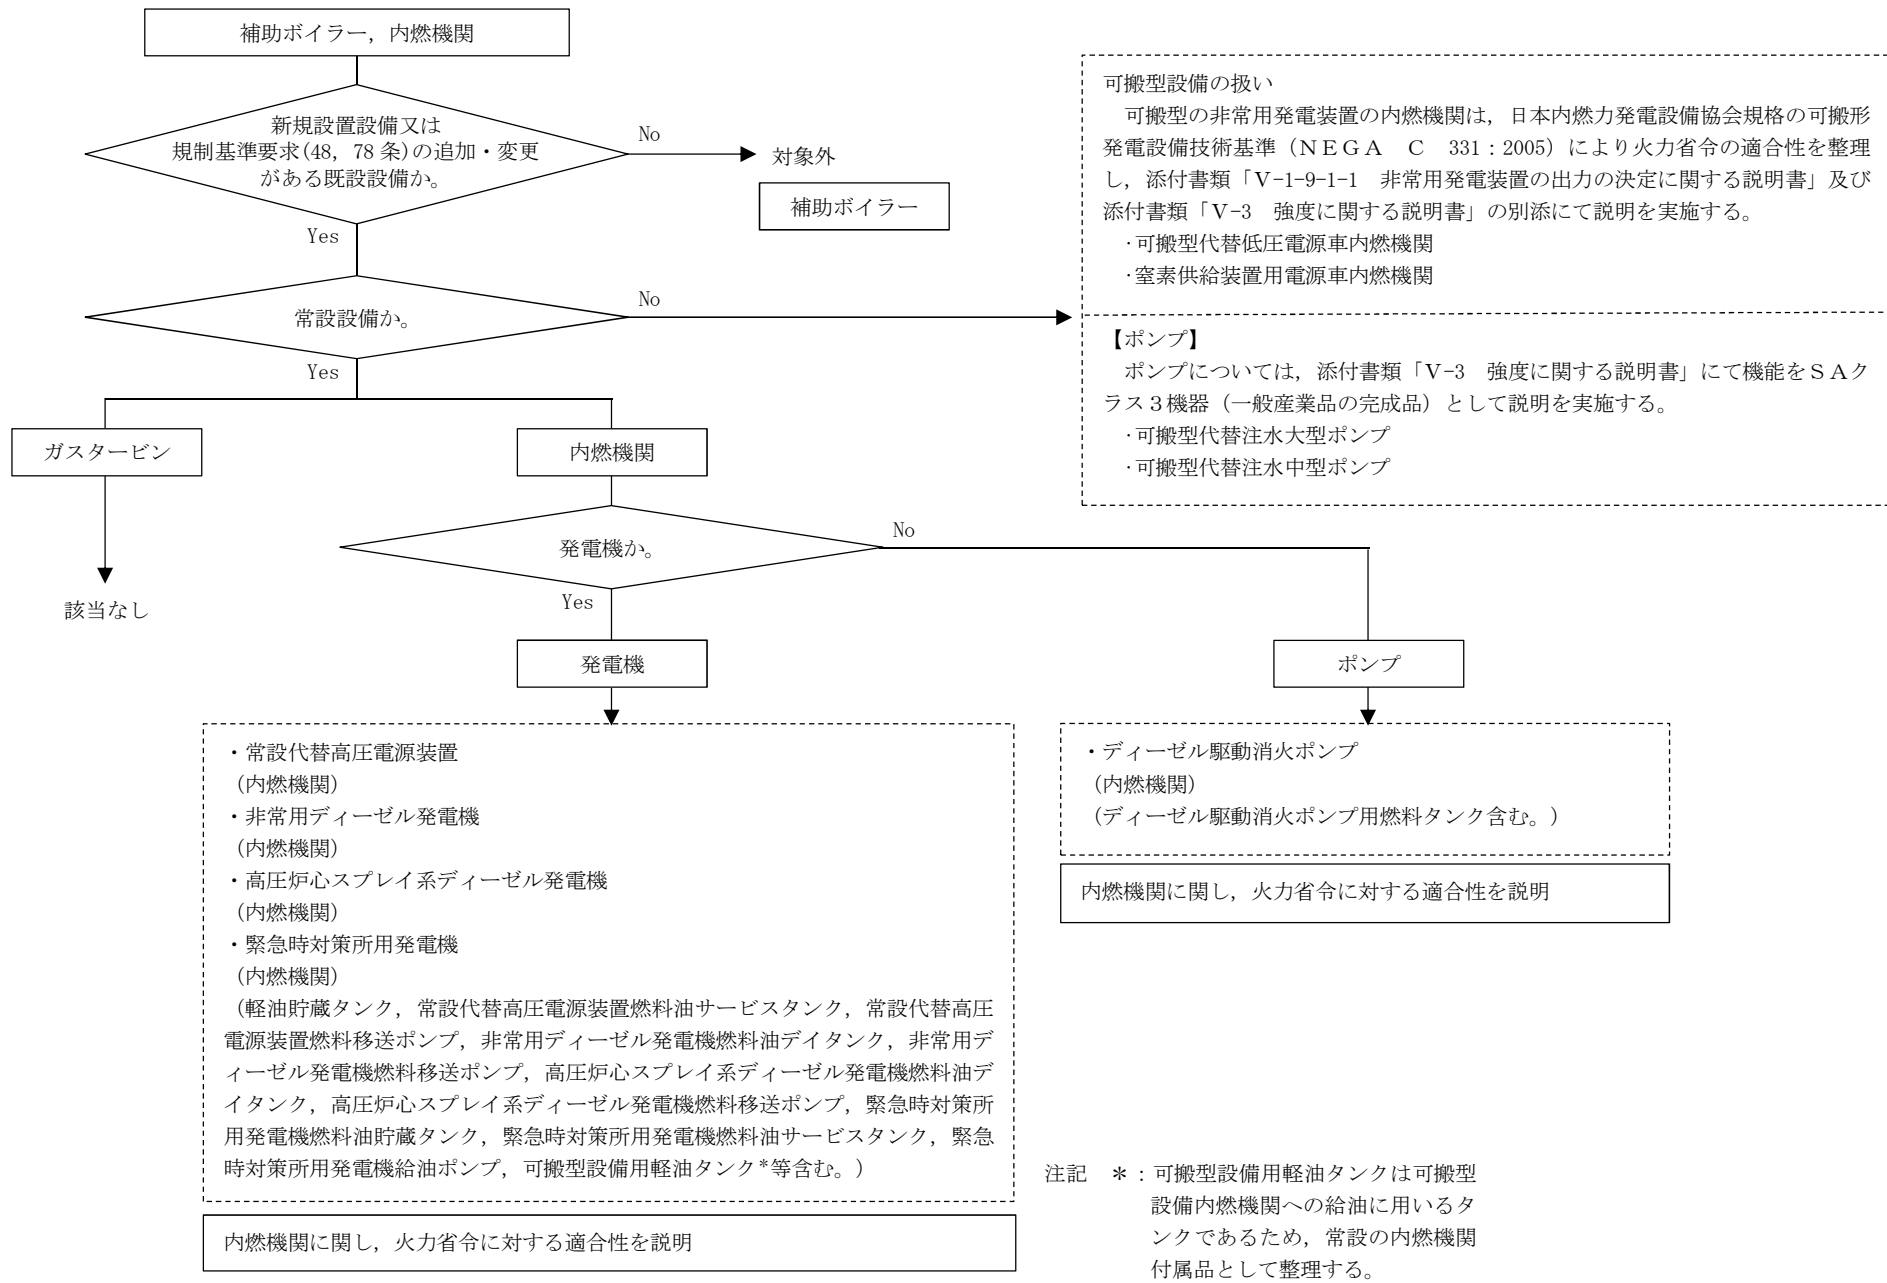 補助ボイラー，内燃機関
新規設置設備又は
規制基準要求(48，78 条)の追加・変更
がある既設設備か。
No
対象外
補助ボイラー
Yes
常設設備か。
No
Yes
可搬型設備の扱い
可搬型の非常用発電装置の内燃機関は，日本内燃力発電設備協会規格の可搬形
発電設備技術基準（ＮＥＧＡ　Ｃ　331：2005）により火力省令の適合性を整理
し，添付書類「Ⅴ-1-9-1-1　非常用発電装置の出力の決定に関する説明書」及び
添付書類「Ⅴ-3　強度に関する説明書」の別添にて説明を実施する。
・可搬型代替低圧電源車内燃機関
・窒素供給装置用電源車内燃機関
【ポンプ】
ポンプについては，添付書類「Ⅴ-3　強度に関する説明書」にて機能をＳＡク
ラス３機器（一般産業品の完成品）として説明を実施する。
・可搬型代替注水大型ポンプ
・可搬型代替注水中型ポンプ
ガスタービン
内燃機関
該当なし
発電機か。
No
Yes
発電機
ポンプ
・常設代替高圧電源装置
（内燃機関）
・非常用ディーゼル発電機
（内燃機関）
・高圧炉心スプレイ系ディーゼル発電機
（内燃機関）
・緊急時対策所用発電機
（内燃機関）
（軽油貯蔵タンク，常設代替高圧電源装置燃料油サービスタンク，常設代替高圧
電源装置燃料移送ポンプ，非常用ディーゼル発電機燃料油デイタンク，非常用デ
ィーゼル発電機燃料移送ポンプ，高圧炉心スプレイ系ディーゼル発電機燃料油デ
イタンク，高圧炉心スプレイ系ディーゼル発電機燃料移送ポンプ，緊急時対策所
用発電機燃料油貯蔵タンク，緊急時対策所用発電機燃料油サービスタンク，緊急
時対策所用発電機給油ポンプ，可搬型設備用軽油タンク*等含む。）
内燃機関に関し，火力省令に対する適合性を説明
・ディーゼル駆動消火ポンプ
（内燃機関）
（ディーゼル駆動消火ポンプ用燃料タンク含む。）
内燃機関に関し，火力省令に対する適合性を説明
注記　＊：可搬型設備用軽油タンクは可搬型
設備内燃機関への給油に用いるタ
ンクであるため，常設の内燃機関
付属品として整理する。